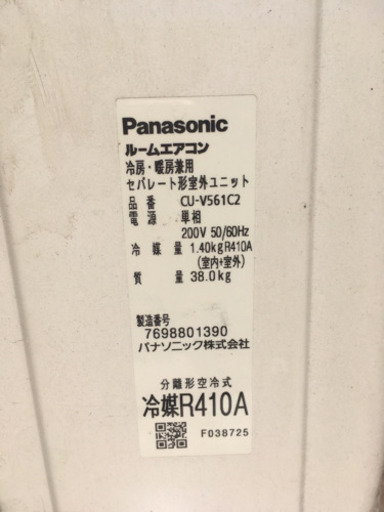 Panasonic
ルームエアコン
冷房・暖房兼用
セパレート形室外ユニット
品番 CU-V561C2
電源 単相
200V 50/60Hz
冷媒量 1.40kg R410A
(室内+室外)
質量 38.0kg
製造番号
7698801390
パナソニック株式会社
分離形空冷式
冷媒R410A
F038725